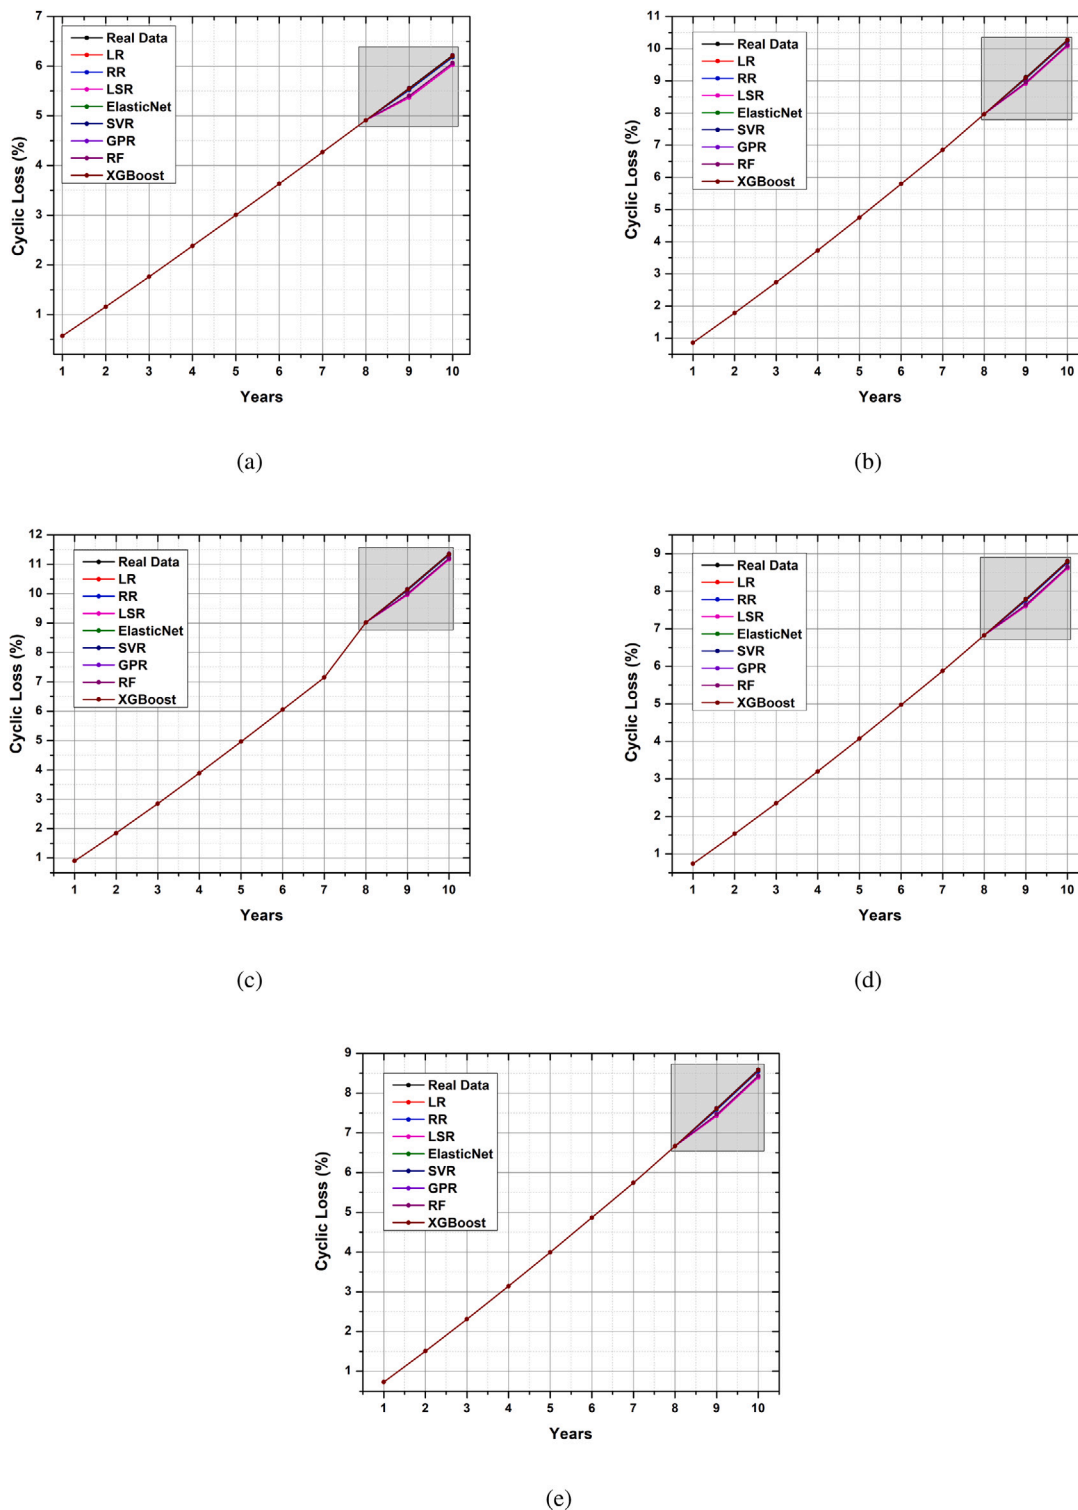 7
6
5
4
3
2
1
Cyclic Loss (%)
Real Data
LR
RR
LSR
ElasticNet
SVR
GPR
RF
XGBoost
1 2 3 4 5 6 7 8 9 10
Years
(a)
11
10
9
8
7
6
5
4
3
2
1
Cyclic Loss (%)
Real Data
LR
RR
LSR
ElasticNet
SVR
GPR
RF
XGBoost
1 2 3 4 5 6 7 8 9 10
Years
(b)
12
11
10
9
8
7
6
5
4
3
2
1
Cyclic Loss (%)
Real Data
LR
RR
LSR
ElasticNet
SVR
GPR
RF
XGBoost
1 2 3 4 5 6 7 8 9 10
Years
(c)
9
8
7
6
5
4
3
2
1
Cyclic Loss (%)
Real Data
LR
RR
LSR
ElasticNet
SVR
GPR
RF
XGBoost
1 2 3 4 5 6 7 8 9 10
Years
(d)
9
8
7
6
5
4
3
2
1
Cyclic Loss (%)
Real Data
LR
RR
LSR
ElasticNet
SVR
GPR
RF
XGBoost
1 2 3 4 5 6 7 8 9 10
Years
(e)